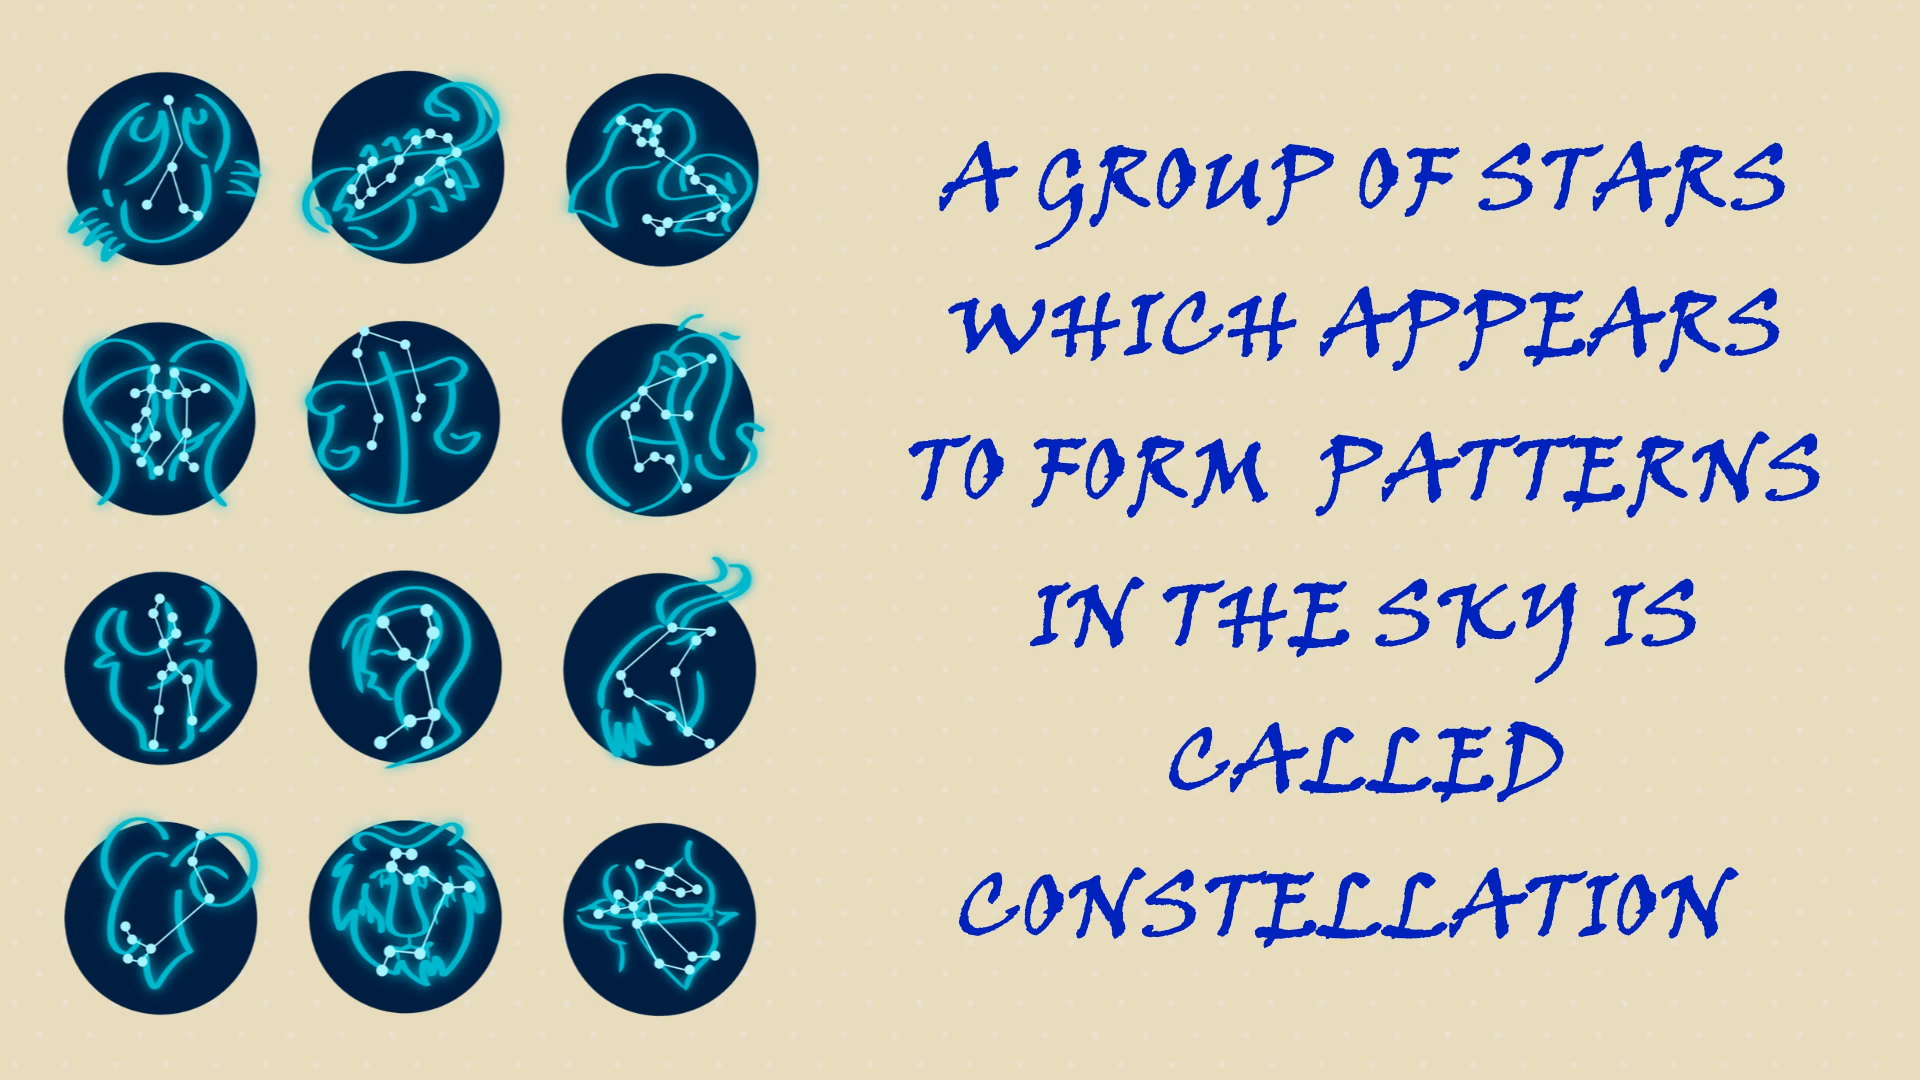 A GROUP OF STARS
WHICH APPEARS
TO FORM PATTERNS
IN THE SKY IS
CALLED
CONSTELLATION